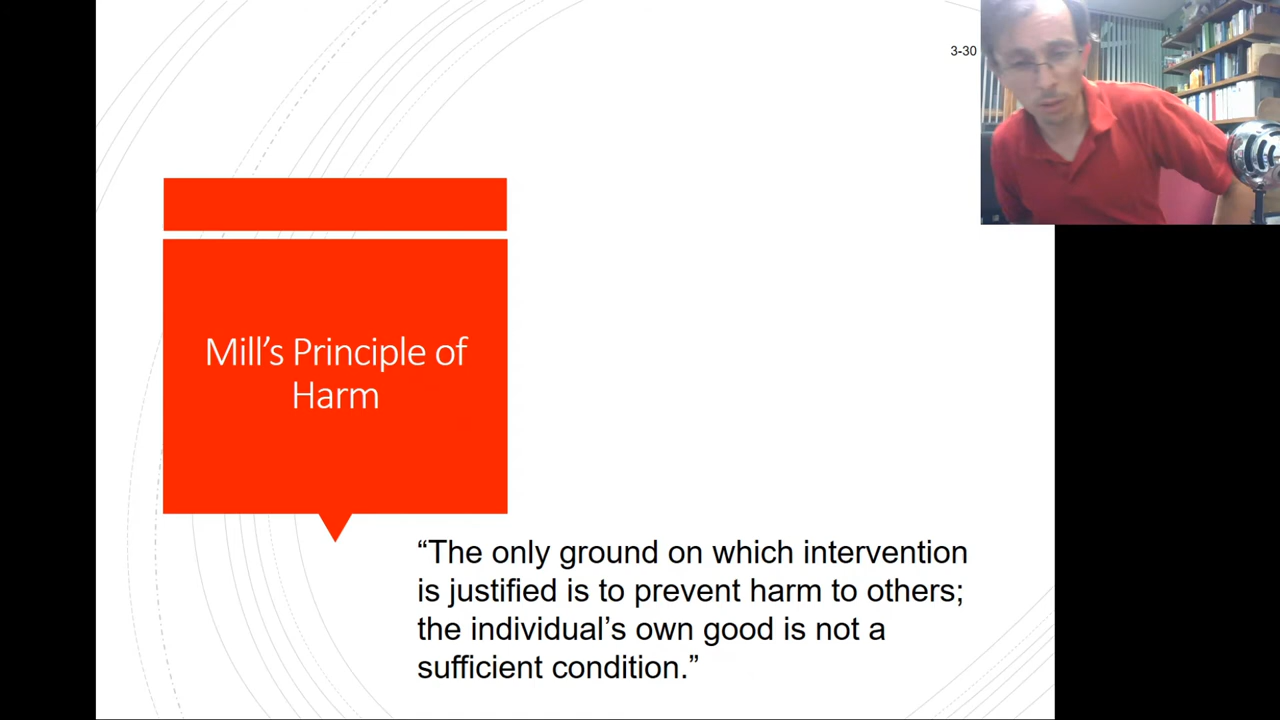 3-30
Mill’s Principle of
Harm
“The only ground on which intervention
is justified is to prevent harm to others;
the individual’s own good is not a
sufficient condition.”